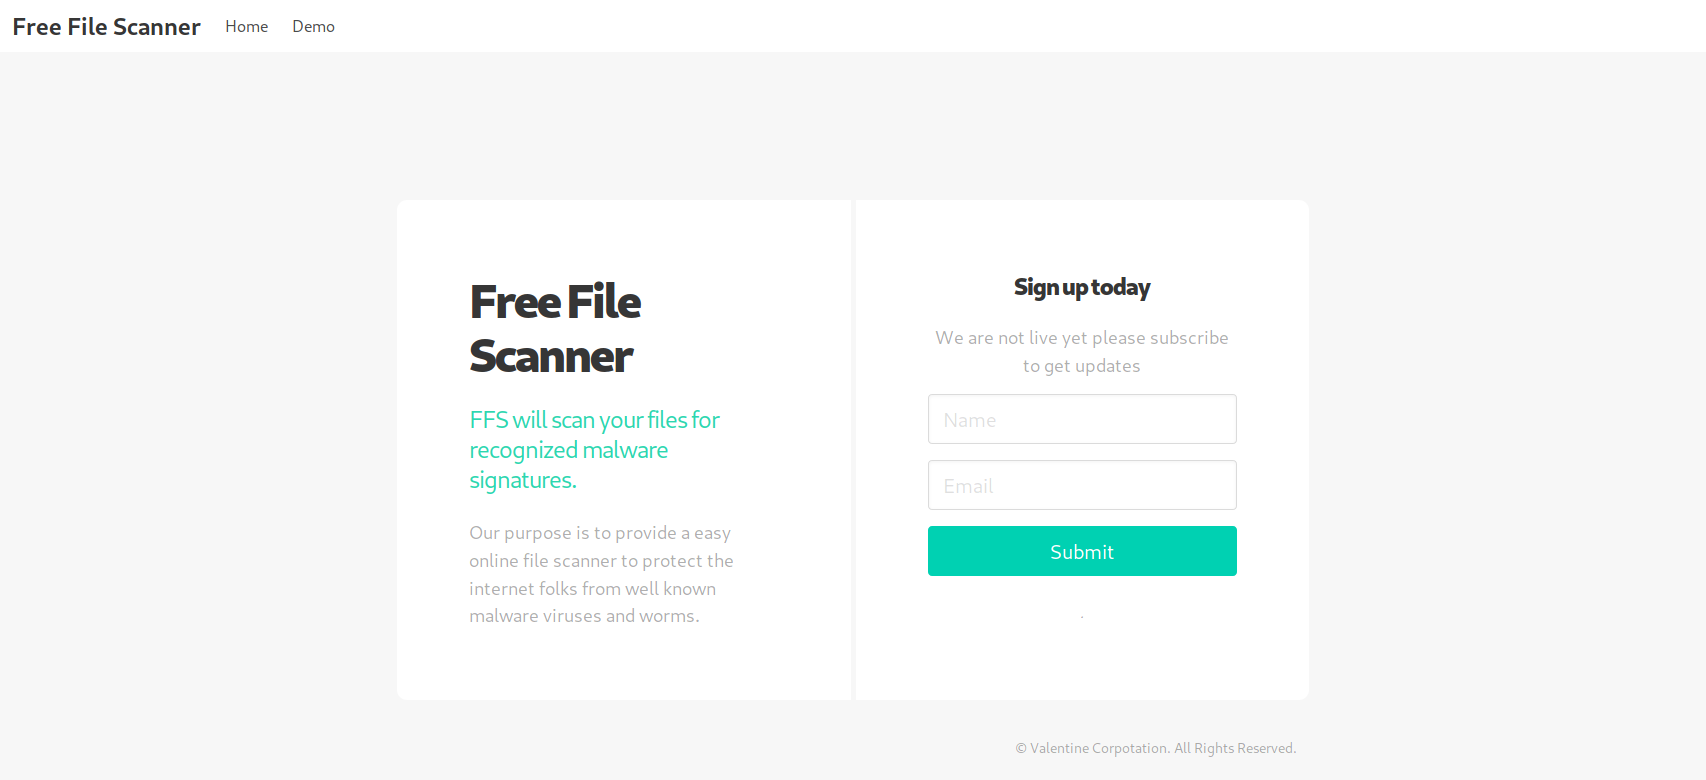 Free File Scanner Home Demo
Free File
Scanner
FFS will scan your files for
recognized malware
signatures.
Our purpose is to provide a easy
online file scanner to protect the
internet folks from well known
malware viruses and worms.
Sign up today
We are not live yet please subscribe
to get updates
Name
Email
Submit
.
© Valentine Corpotation. All Rights Reserved.